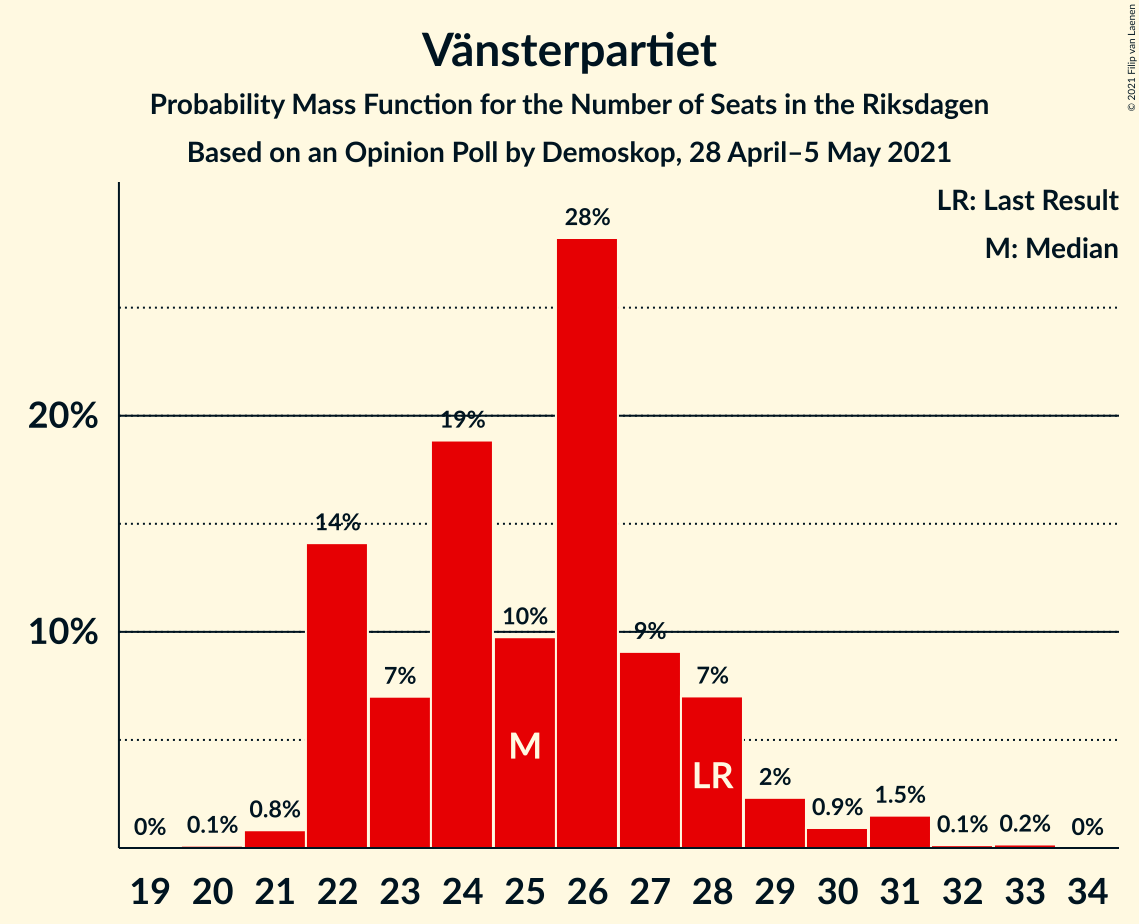 Vänsterpartiet
Probability Mass Function for the Number of Seats in the Riksdagen
Based on an Opinion Poll by Demoskop, 28 April–5 May 2021
© 2021 Filip van Laenen
LR: Last Result
M: Median
28%
20%
19%
14%
10%
10%
9%
7%
7%
M
LR
2%
1.5%
0.9%
0.8%
0%
0.1%
0.1%
0.2%
0%
19 20 21 22 23 24 25 26 27 28 29 30 31 32 33 34